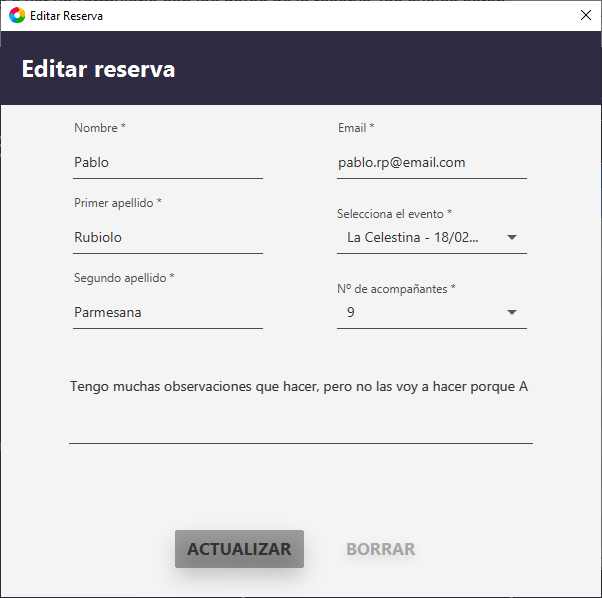 Editar Reserva
Editar reserva
Nombre *
Pablo
Email *
pablo.rp@email.com
Primer apellido *
Rubiolo
Selecciona el evento *
La Celestina - 18/02...
Segundo apellido *
Parmesana
Nº de acompañantes *
9
Tengo muchas observaciones que hacer, pero no las voy a hacer porque A
ACTUALIZAR
BORRAR